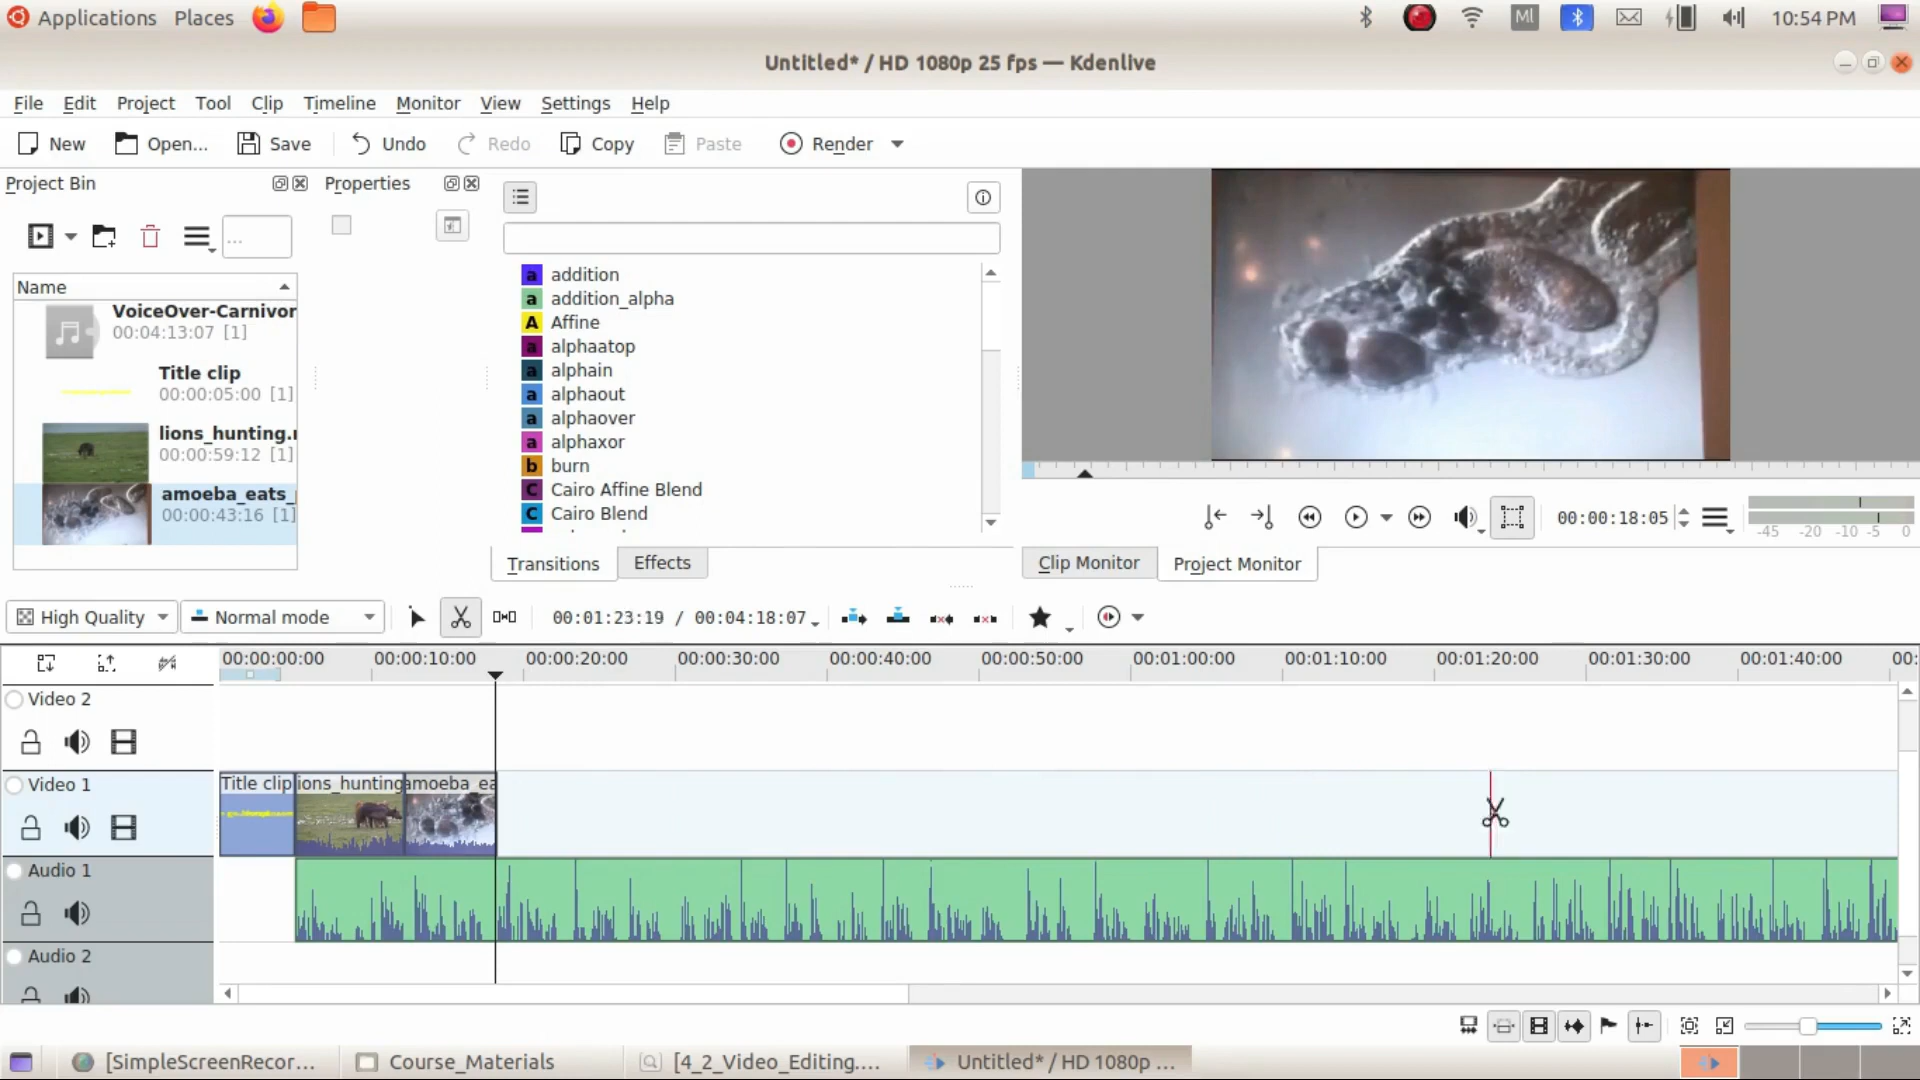 Applications Places
Ml 10:54 PM
Untitled* / HD 1080p 25 fps — Kdenlive
File Edit Project Tool Clip Timeline Monitor View Settings Help
New Open... Save Undo Redo Copy Paste Render
Project Bin
Properties
...
Name
VoiceOver-Carnivor
00:04:13:07 [1]
Title clip
00:00:05:00 [1]
lions_hunting.
00:00:59:12 [1]
amoeba_eats_
00:00:43:16 [1]
a addition
a addition_alpha
A Affine
a alphaatop
a alphain
a alphaout
a alphaover
a alphaxor
b burn
C Cairo Affine Blend
C Cairo Blend
Transitions Effects
00:00:18:05
-45 -20 -10 -5 0
Clip Monitor Project Monitor
High Quality Normal mode 00:01:23:19 / 00:04:18:07
00:00:00:00 00:00:10:00 00:00:20:00 00:00:30:00 00:00:40:00 00:00:50:00 00:01:00:00 00:01:10:00 00:01:20:00 00:01:30:00 00:01:40:00 00:
Video 2
Video 1
Title clip ions_hunting amoeba_ea
Audio 1
Audio 2
[SimpleScreenRecor... Course_Materials [4_2_Video_Editing.... Untitled* / HD 1080p ...